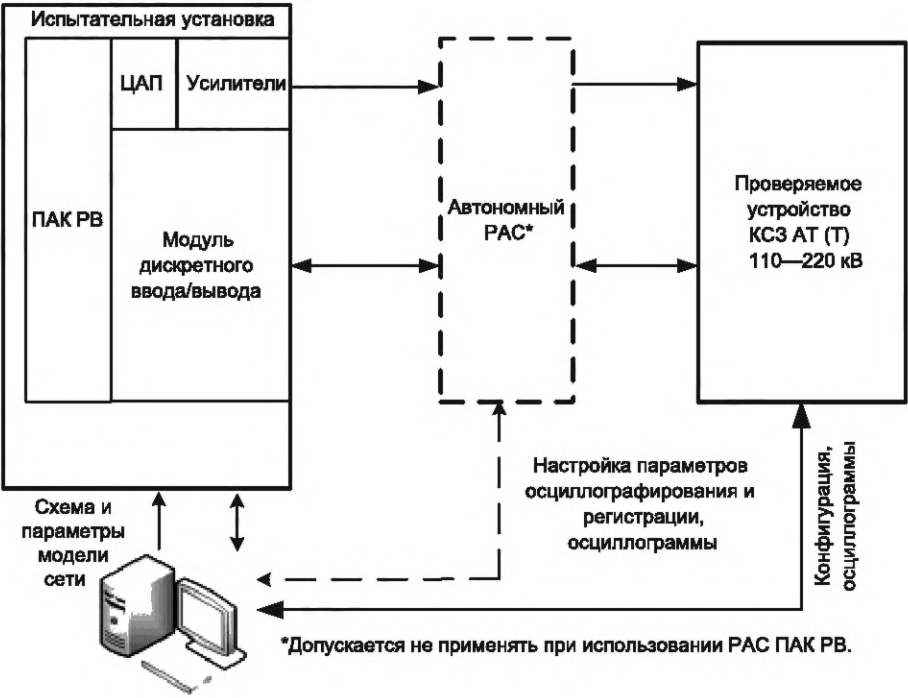 Испытательная установка
ЦАП
Усилители
ПАК РВ
Модуль
дискретного
ввода/вывода
Автономный
РАС*
Проверяемое
устройство
КСЗ АТ (Т)
110—220 кВ
Схема и
параметры
модели
сети
Настройка параметров
осциллографирования и
регистрации,
осциллограммы
Конфигурация,
осциллограммы
*Допускается не применять при использовании РАС ПАК РВ.